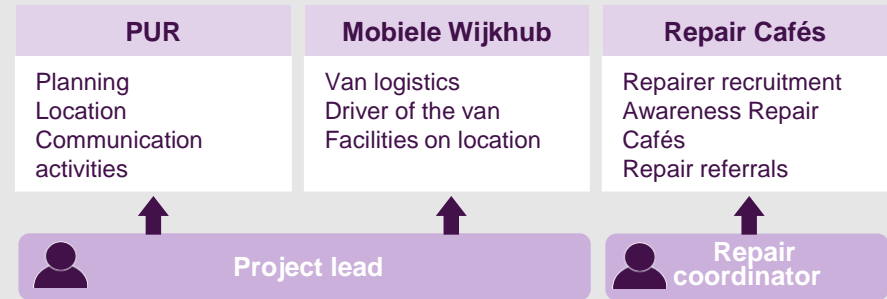 PUR
Planning
Location
Communication
activities
Mobiele Wijkhub
Van logistics
Driver of the van
Facilities on location
Repair Cafés
Repairer recruitment
Awareness Repair
Cafés
Repair referrals
Project lead
Repair
coordinator